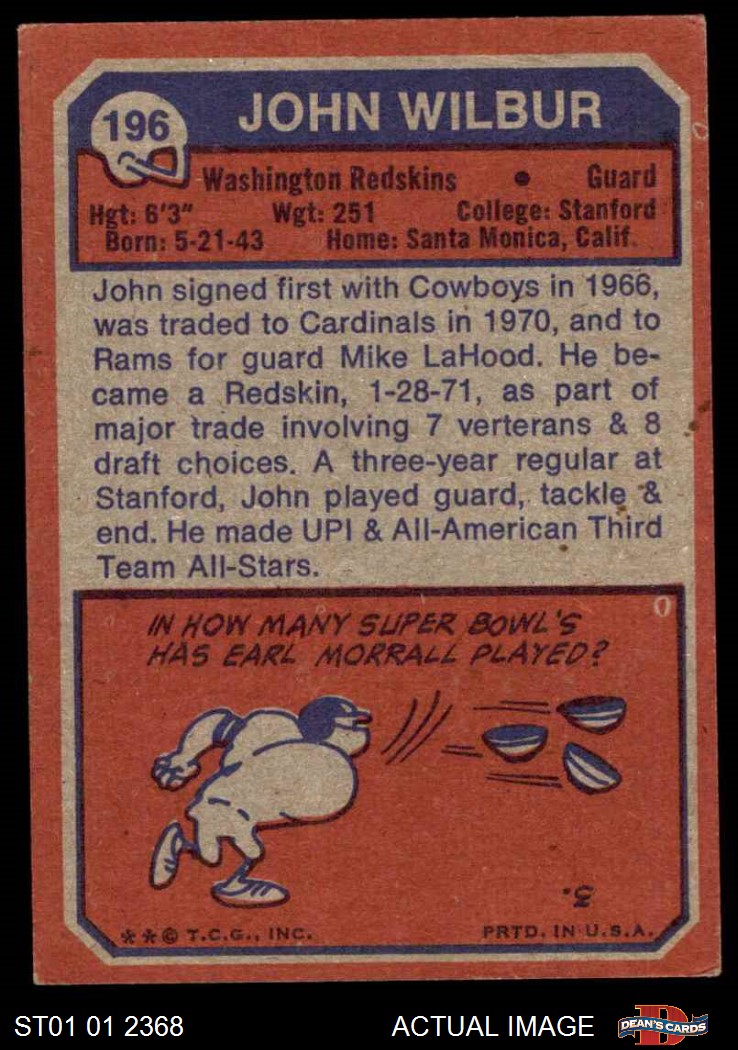 196
JOHN WILBUR
Washington Redskins • Guard
Hgt: 6'3" Wgt: 251 College: Stanford
Born: 5-21-43 Home: Santa Monica, Calif.
John signed first with Cowboys in 1966,
was traded to Cardinals in 1970, and to
Rams for guard Mike LaHood. He be-
came a Redskin, 1-28-71, as part of
major trade involving 7 verterans & 8
draft choices. A three-year regular at
Stanford, John played guard, tackle &
end. He made UPI & All-American Third
Team All-Stars.
IN HOW MANY SUPER BOWL'S
HAS EARL MORRALL PLAYED?
3.
**© T.C.G., INC. PRTD. IN U.S.A.
ST01 01 2368 ACTUAL IMAGE D DEAN'S CARDS